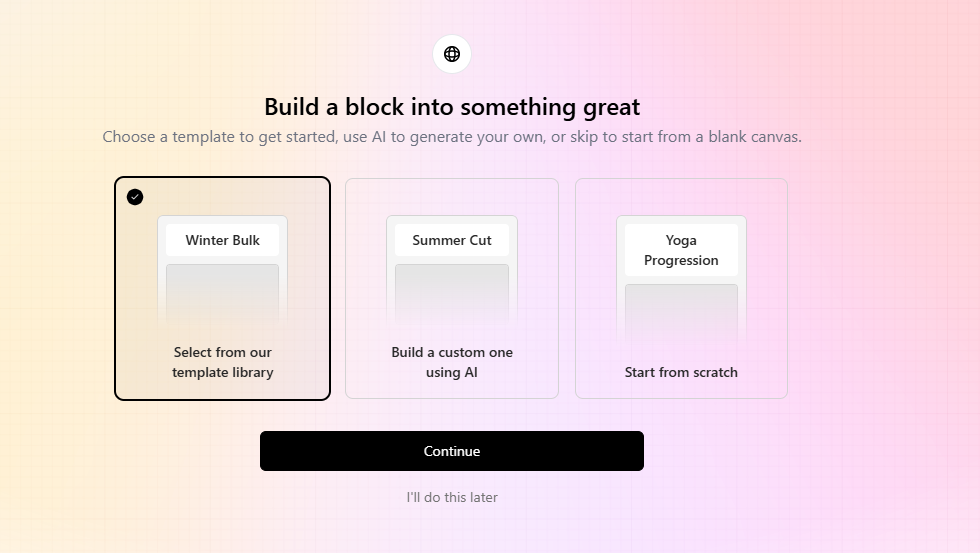 Build a block into something great
Choose a template to get started, use AI to generate your own, or skip to start from a blank canvas.
Winter Bulk
Select from our
template library
Summer Cut
Build a custom one
using AI
Yoga
Progression
Start from scratch
Continue
I'll do this later